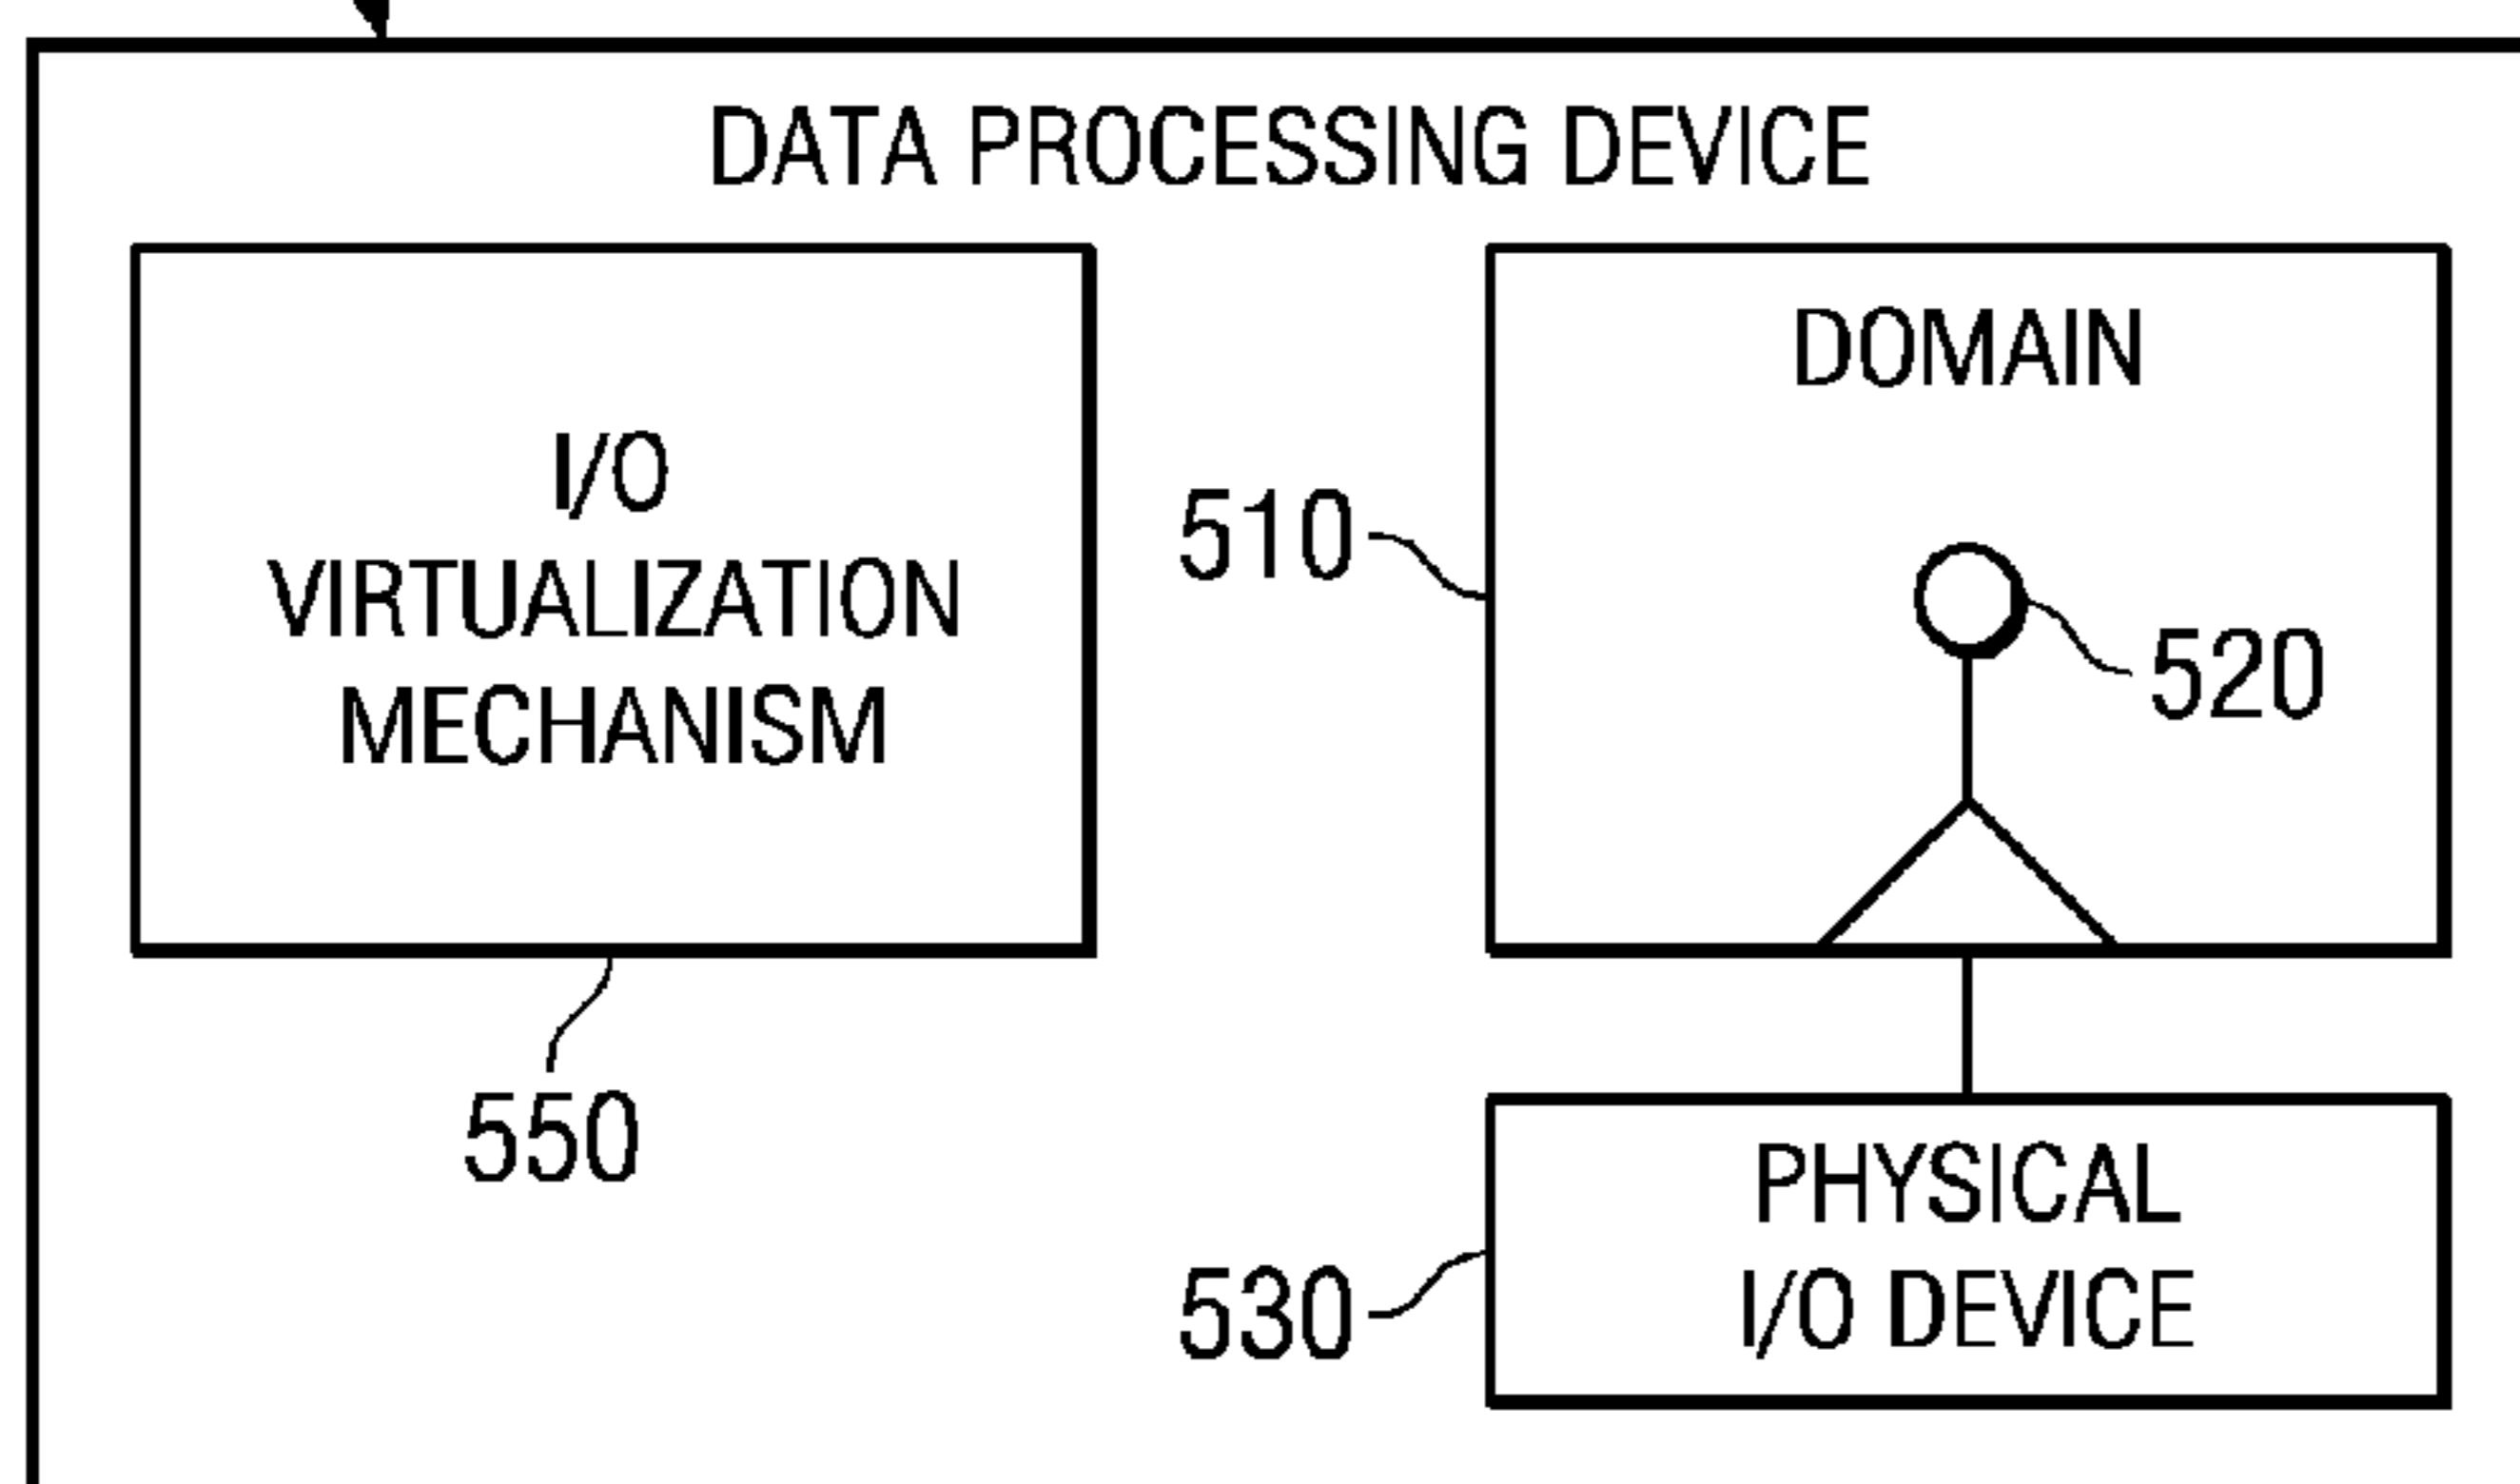 DATA PROCESSING DEVICE
I/O
VIRTUALIZATION
MECHANISM
550
DOMAIN
510
520
PHYSICAL
I/O DEVICE
530